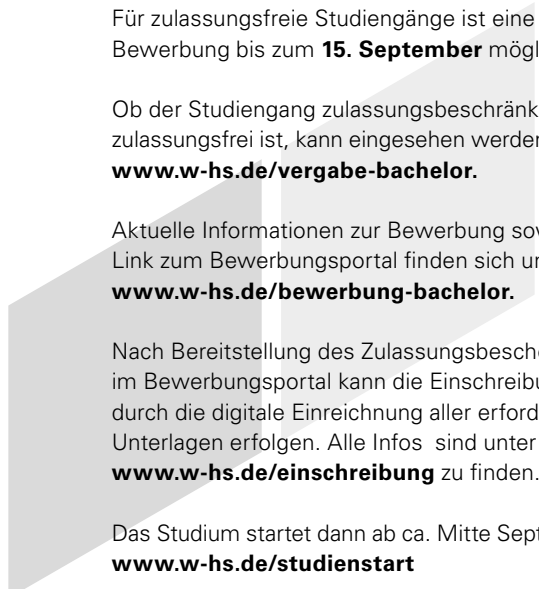 Für zulassungsfreie Studiengänge ist eine
Bewerbung bis zum 15. September mögl
Ob der Studiengang zulassungsbeschränk
zulassungsfrei ist, kann eingesehen werde
www.w-hs.de/vergabe-bachelor.
Aktuelle Informationen zur Bewerbung so
Link zum Bewerbungsportal finden sich u
www.w-hs.de/bewerbung-bachelor.
Nach Bereitstellung des Zulassungsbesche
im Bewerbungsportal kann die Einschreibu
durch die digitale Einreichnung aller erford
Unterlagen erfolgen. Alle Infos sind unter
www.w-hs.de/einschreibung zu finden.
Das Studium startet dann ab ca. Mitte Sept
www.w-hs.de/studienstart